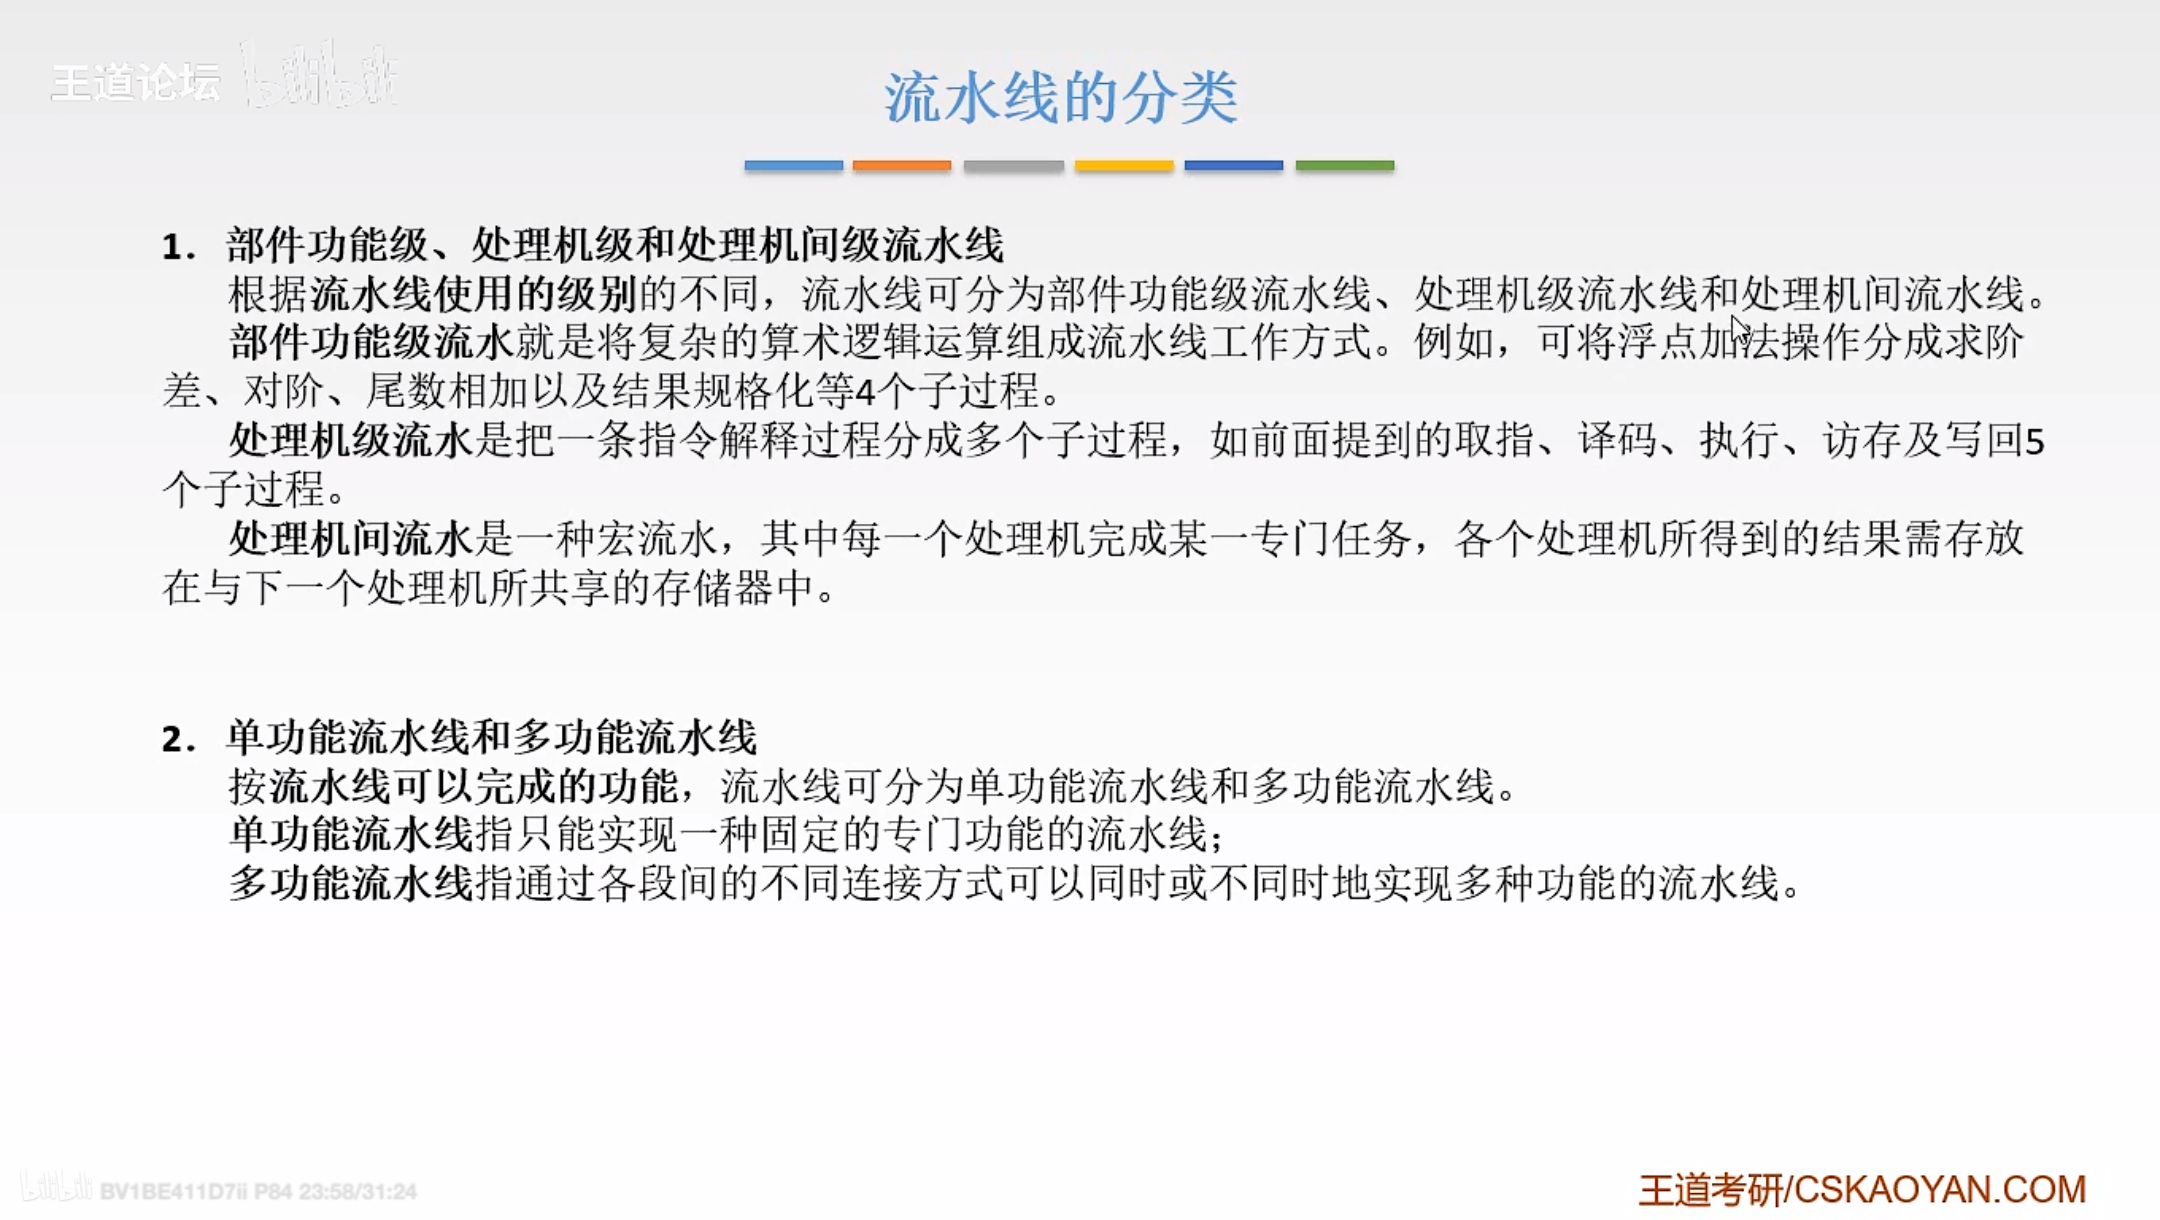 王道论坛 bilibili
流水线的分类
1. 部件功能级、处理机级和处理机间级流水线
根据流水线使用的级别的不同，流水线可分为部件功能级流水线、处理机级流水线和处理机间流水线。
部件功能级流水就是将复杂的算术逻辑运算组成流水线工作方式。例如，可将浮点加法操作分成求阶
差、对阶、尾数相加以及结果规格化等4个子过程。
处理机级流水是把一条指令解释过程分成多个子过程，如前面提到的取指、译码、执行、访存及写回5
个子过程。
处理机间流水是一种宏流水，其中每一个处理机完成某一专门任务，各个处理机所得到的结果需存放
在与下一个处理机所共享的存储器中。
2. 单功能流水线和多功能流水线
按流水线可以完成的功能，流水线可分为单功能流水线和多功能流水线。
单功能流水线指只能实现一种固定的专门功能的流水线；
多功能流水线指通过各段间的不同连接方式可以同时或不同时地实现多种功能的流水线。
bilibili BV1BE411D7ii P84 23:58/31:24
王道考研/CSKAOYAN.COM